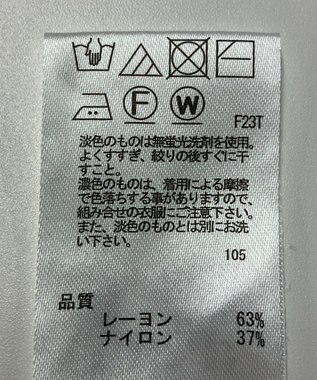 F
W
F23T
淡色のものは無蛍光洗剤を使用。
よくすすぎ、絞りの後すぐに干
すこと。
濃色のものは、着用による摩擦
で色落ちする事がありますので、
組み合せの衣服にご注意下さい。
また、淡色のものとは別にお洗
い下さい。
105
品質
レーヨン 63%
ナイロン 37%